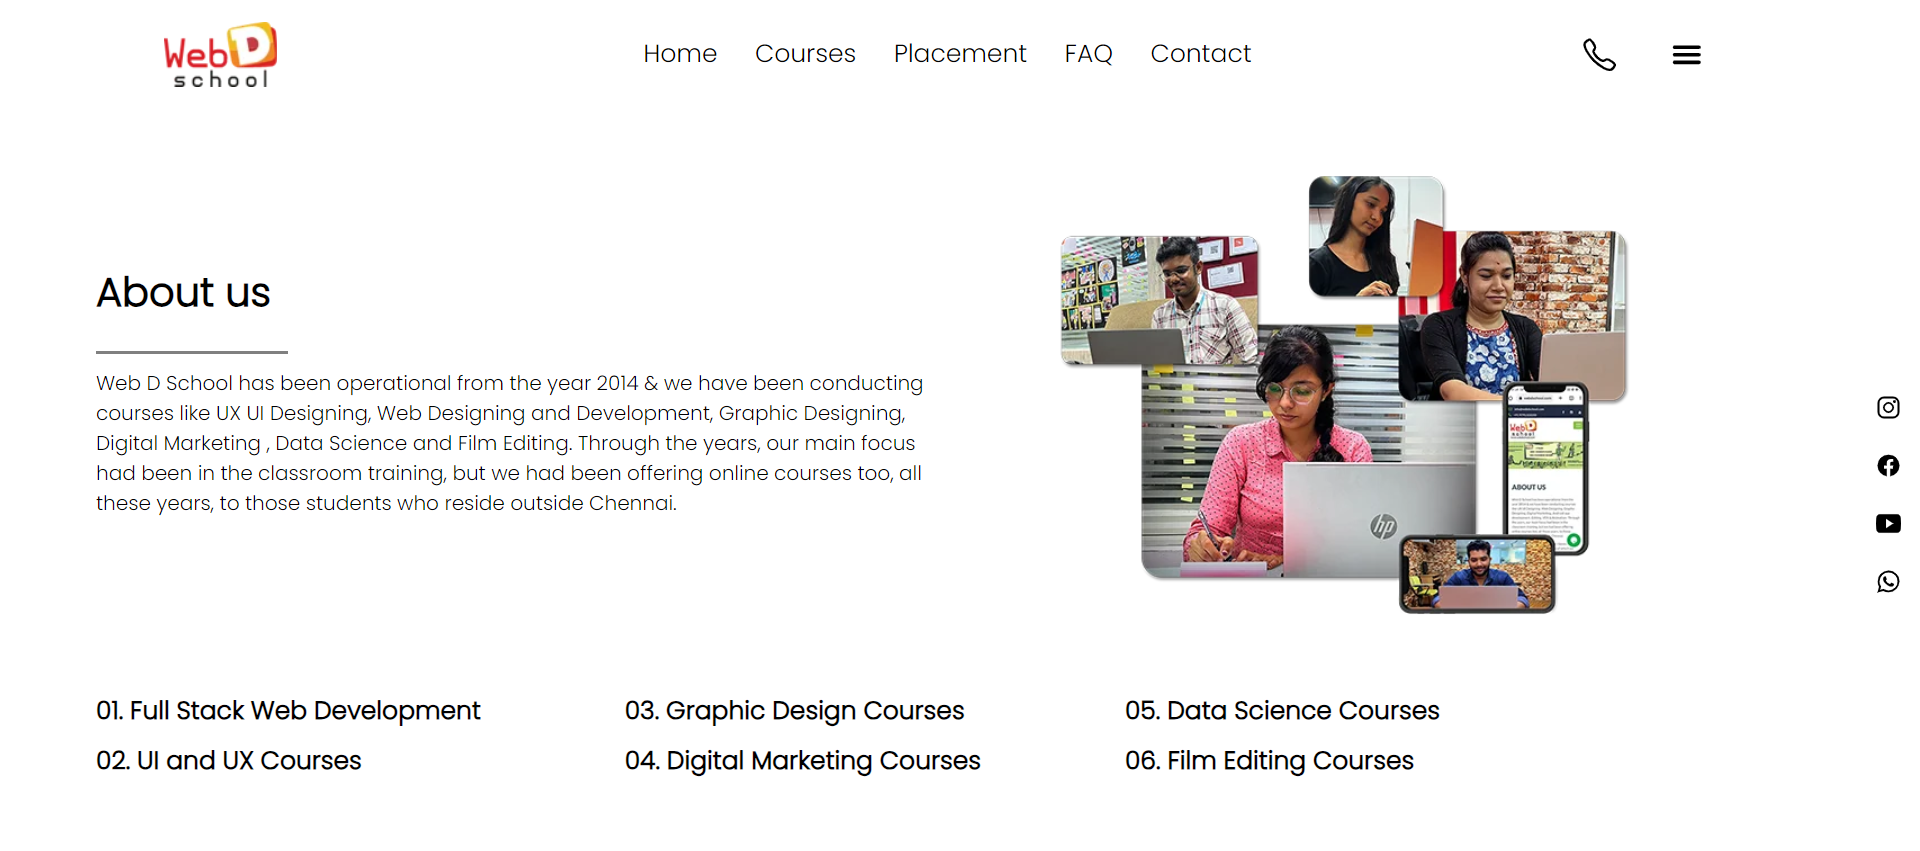 Web D
school
Home Courses Placement FAQ Contact
About us
Web D School has been operational from the year 2014 & we have been conducting
courses like UX UI Designing, Web Designing and Development, Graphic Designing,
Digital Marketing , Data Science and Film Editing. Through the years, our main focus
had been in the classroom training, but we had been offering online courses too, all
these years, to those students who reside outside Chennai.
hp
Web D
school
ABOUT US
01. Full Stack Web Development
02. UI and UX Courses
03. Graphic Design Courses
04. Digital Marketing Courses
05. Data Science Courses
06. Film Editing Courses